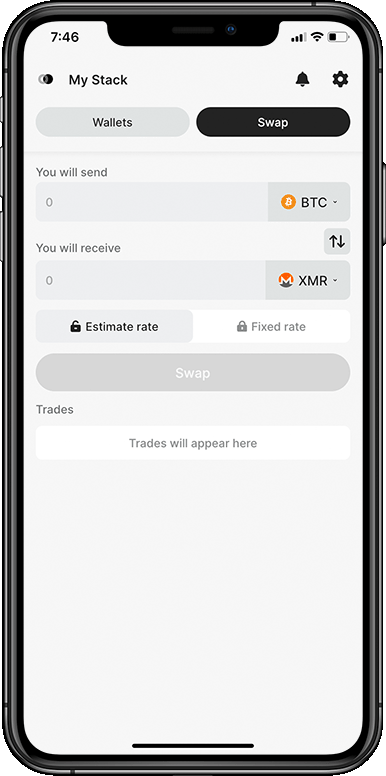 7:46
My Stack
Wallets Swap
You will send
0 BTC
You will receive
0 XMR
Estimate rate Fixed rate
Swap
Trades
Trades will appear here